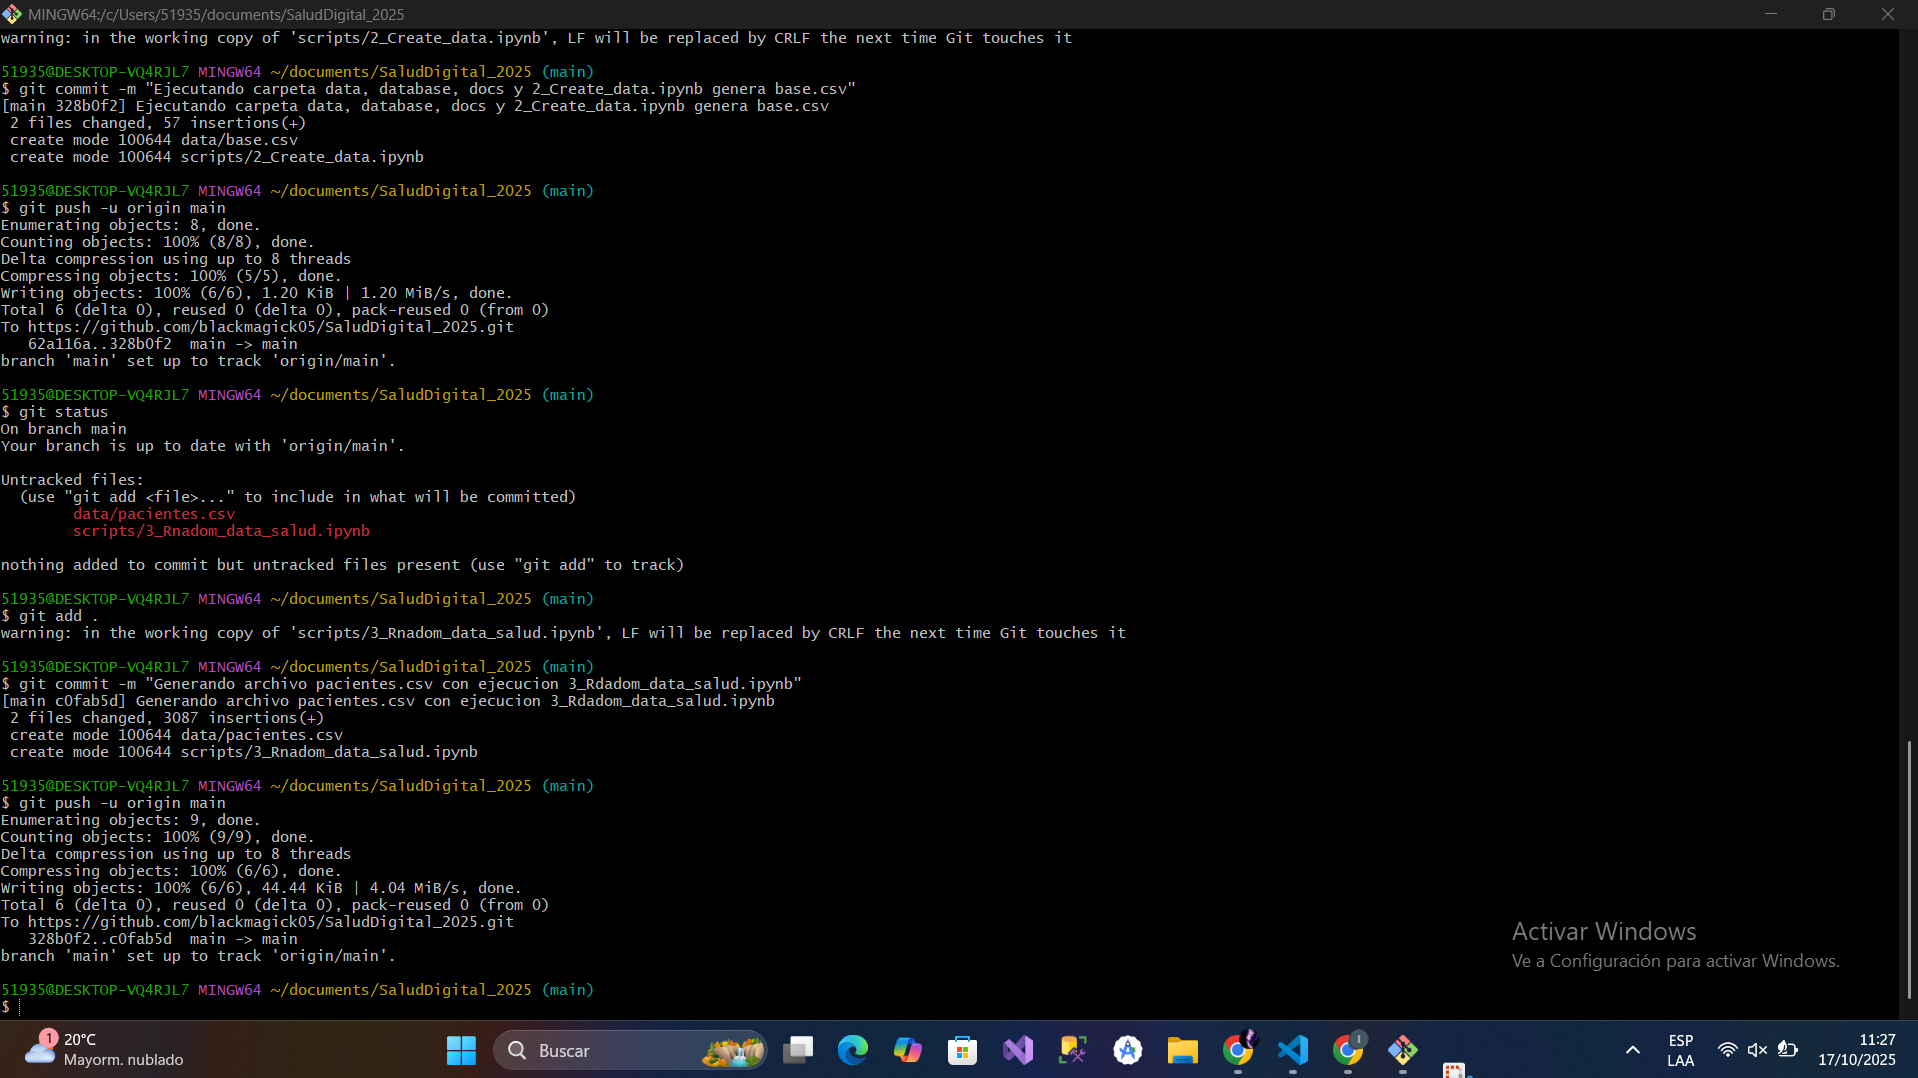 MINGW64:/c/Users/51935/documents/SaludDigital_2025
warning: in the working copy of 'scripts/2_Create_data.ipynb', LF will be replaced by CRLF the next time Git touches it
51935@DESKTOP-VQ4RJL7 MINGW64 ~/documents/SaludDigital_2025 (main)
$ git commit -m "Ejecutando carpeta data, database, docs y 2_Create_data.ipynb genera base.csv"
[main 328b0f2] Ejecutando carpeta data, database, docs y 2_Create_data.ipynb genera base.csv
 2 files changed, 57 insertions(+)
 create mode 100644 data/base.csv
 create mode 100644 scripts/2_Create_data.ipynb
51935@DESKTOP-VQ4RJL7 MINGW64 ~/documents/SaludDigital_2025 (main)
$ git push -u origin main
Enumerating objects: 8, done.
Counting objects: 100% (8/8), done.
Delta compression using up to 8 threads
Compressing objects: 100% (5/5), done.
Writing objects: 100% (6/6), 1.20 KiB | 1.20 MiB/s, done.
Total 6 (delta 0), reused 0 (delta 0), pack-reused 0 (from 0)
To https://github.com/blackmagick05/SaludDigital_2025.git
   62a116a..328b0f2  main -> main
branch 'main' set up to track 'origin/main'.
51935@DESKTOP-VQ4RJL7 MINGW64 ~/documents/SaludDigital_2025 (main)
$ git status
On branch main
Your branch is up to date with 'origin/main'.
Untracked files:
  (use "git add <file>..." to include in what will be committed)
        data/pacientes.csv
        scripts/3_Rnadom_data_salud.ipynb
nothing added to commit but untracked files present (use "git add" to track)
51935@DESKTOP-VQ4RJL7 MINGW64 ~/documents/SaludDigital_2025 (main)
$ git add .
warning: in the working copy of 'scripts/3_Rnadom_data_salud.ipynb', LF will be replaced by CRLF the next time Git touches it
51935@DESKTOP-VQ4RJL7 MINGW64 ~/documents/SaludDigital_2025 (main)
$ git commit -m "Generando archivo pacientes.csv con ejecucion 3_Rdadom_data_salud.ipynb"
[main c0fab5d] Generando archivo pacientes.csv con ejecucion 3_Rdadom_data_salud.ipynb
 2 files changed, 3087 insertions(+)
 create mode 100644 data/pacientes.csv
 create mode 100644 scripts/3_Rnadom_data_salud.ipynb
51935@DESKTOP-VQ4RJL7 MINGW64 ~/documents/SaludDigital_2025 (main)
$ git push -u origin main
Enumerating objects: 9, done.
Counting objects: 100% (9/9), done.
Delta compression using up to 8 threads
Compressing objects: 100% (6/6), done.
Writing objects: 100% (6/6), 44.44 KiB | 4.04 MiB/s, done.
Total 6 (delta 0), reused 0 (delta 0), pack-reused 0 (from 0)
To https://github.com/blackmagick05/SaludDigital_2025.git
   328b0f2..c0fab5d  main -> main
branch 'main' set up to track 'origin/main'.
51935@DESKTOP-VQ4RJL7 MINGW64 ~/documents/SaludDigital_2025 (main)
$
Activar Windows
Ve a Configuración para activar Windows.
1
20°C
Mayorm. nublado
Buscar
ESP
LAA
11:27
17/10/2025